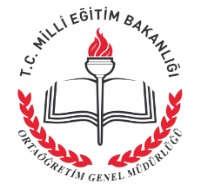 T.C. MİLLİ EĞİTİM BAKANLIĞI
ORTAÖĞRETİM GENEL MÜDÜRLÜĞÜ